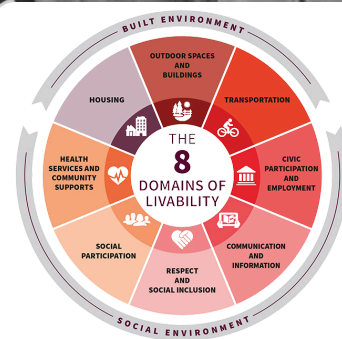 BUILT ENVIRONMENT
OUTDOOR SPACES
AND
BUILDINGS
TRANSPORTATION
CIVIC
PARTICIPATION
AND
EMPLOYMENT
COMMUNICATION
AND
INFORMATION
RESPECT
AND
SOCIAL INCLUSION
SOCIAL
PARTICIPATION
HEALTH
SERVICES AND
COMMUNITY
SUPPORTS
HOUSING
THE
8
DOMAINS OF
LIVABILITY
SOCIAL ENVIRONMENT